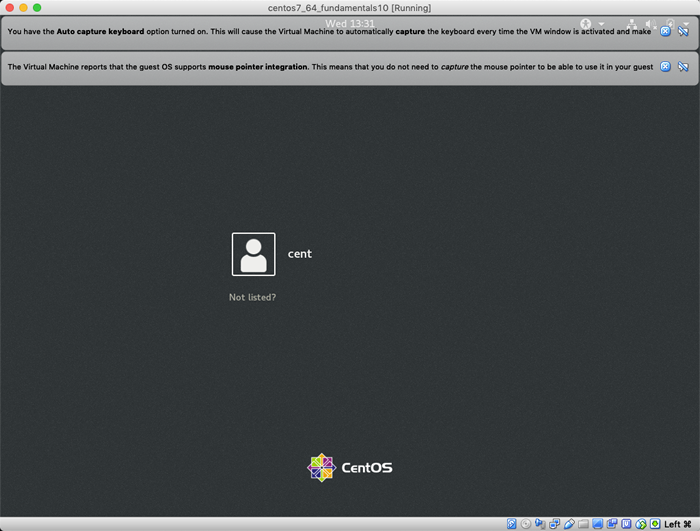 centos7_64_fundamentals10 [Running]
Wed 13:31
You have the Auto capture keyboard option turned on. This will cause the Virtual Machine to automatically capture the keyboard every time the VM window is activated and make
The Virtual Machine reports that the guest OS supports mouse pointer integration. This means that you do not need to capture the mouse pointer to be able to use it in your guest
cent
Not listed?
CentOS
Left ⌘